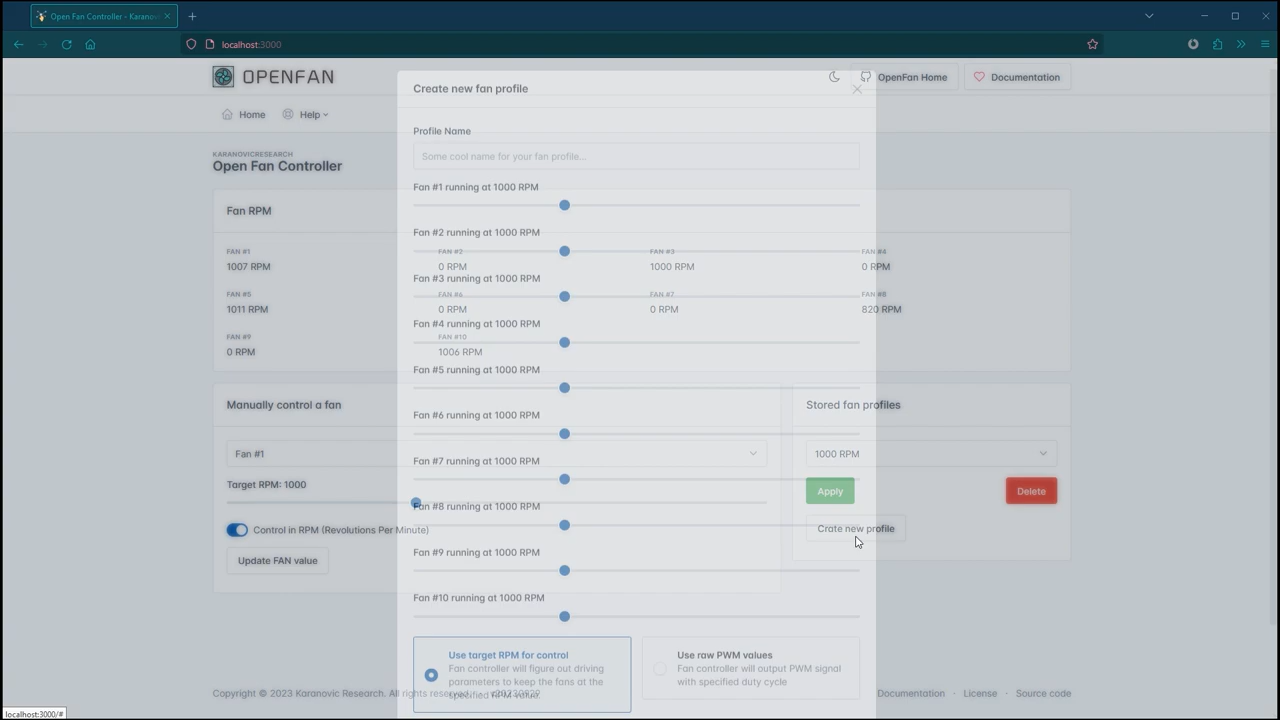 Open Fan Controller - Karanovi
localhost:3000
OPENFAN
OpenFan Home
Documentation
Home
Help
KARANOVICRESEARCH
Open Fan Controller
Create new fan profile
Profile Name
Some cool name for your fan profile...
Fan #1 running at 1000 RPM
Fan #2 running at 1000 RPM
Fan #3 running at 1000 RPM
Fan #4 running at 1000 RPM
Fan #5 running at 1000 RPM
Fan #6 running at 1000 RPM
Fan #7 running at 1000 RPM
Fan #8 running at 1000 RPM
Fan #9 running at 1000 RPM
Fan #10 running at 1000 RPM
Use target RPM for control
Fan controller will figure out driving
parameters to keep the fans at the
specified RPM value.
Use raw PWM values
Fan controller will output PWM signal
with specified duty cycle
Fan RPM
FAN #1
1007 RPM
FAN #2
0 RPM
FAN #3
1000 RPM
FAN #4
0 RPM
FAN #5
1011 RPM
FAN #6
0 RPM
FAN #7
0 RPM
FAN #8
820 RPM
FAN #9
0 RPM
FAN #10
1006 RPM
Manually control a fan
Fan #1
Target RPM: 1000
Control in RPM (Revolutions Per Minute)
Update FAN value
Stored fan profiles
1000 RPM
Apply
Delete
Crate new profile
Copyright © 2023 Karanovic Research. All rights reserved.
Documentation · License · Source code
localhost:3000/#